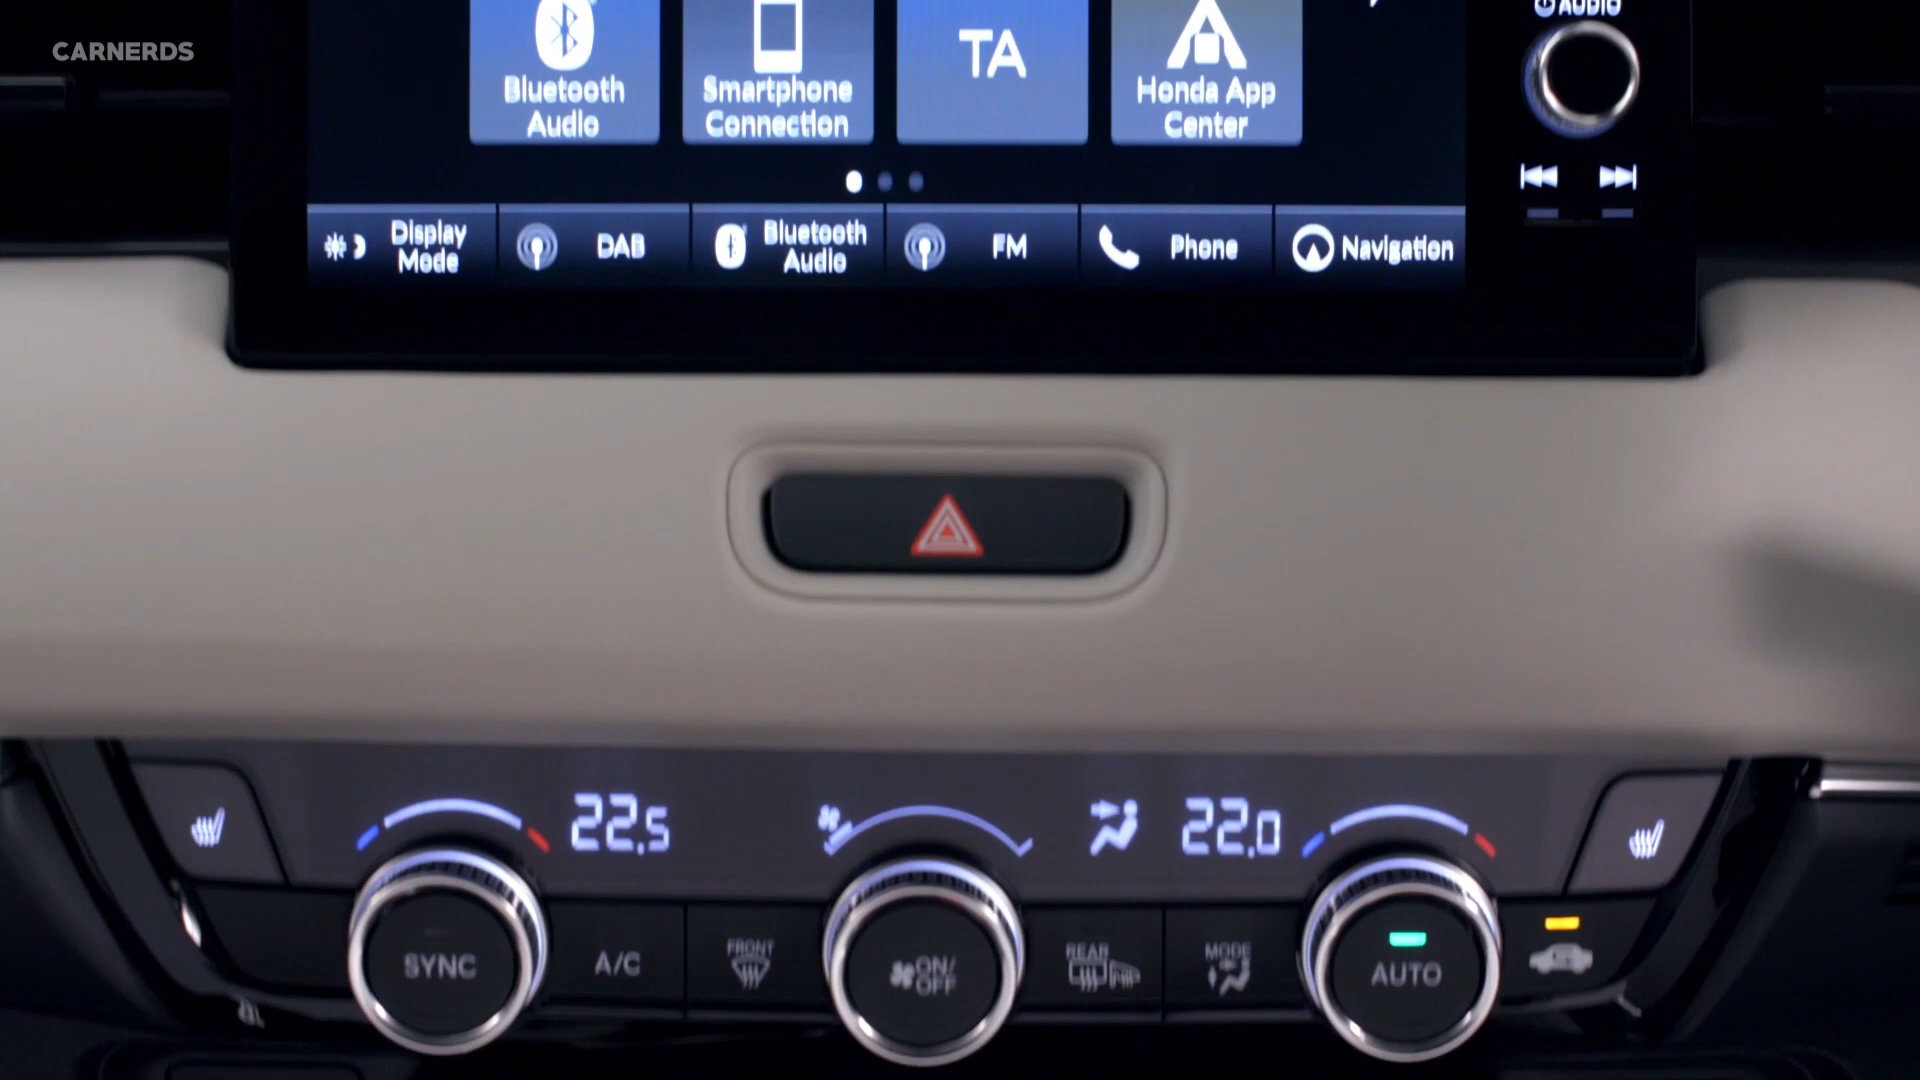 CARNERDS
AUDIO
Bluetooth
Audio
Smartphone
Connection
TA
Honda App
Center
Display
Mode
DAB
Bluetooth
Audio
FM
Phone
Navigation
22.5
22.0
SYNC
A/C
FRONT
ON/
OFF
REAR
MODE
AUTO